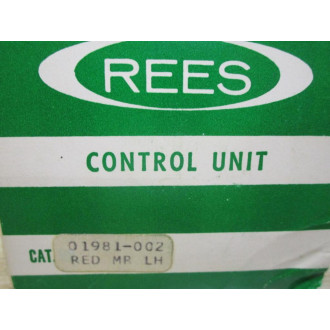 REES
CONTROL UNIT
CAT. 01981-002
RED MR LH